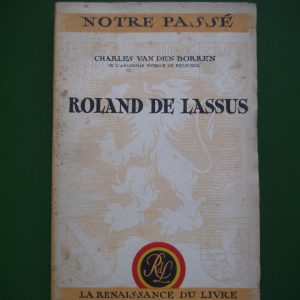 NOTRE PASSÉ
CHARLES VAN DEN BORREN
DE L'ACADÉMIE ROYALE DE BELGIQUE
ROLAND DE LASSUS
RL
LA RENAISSANCE DU LIVRE